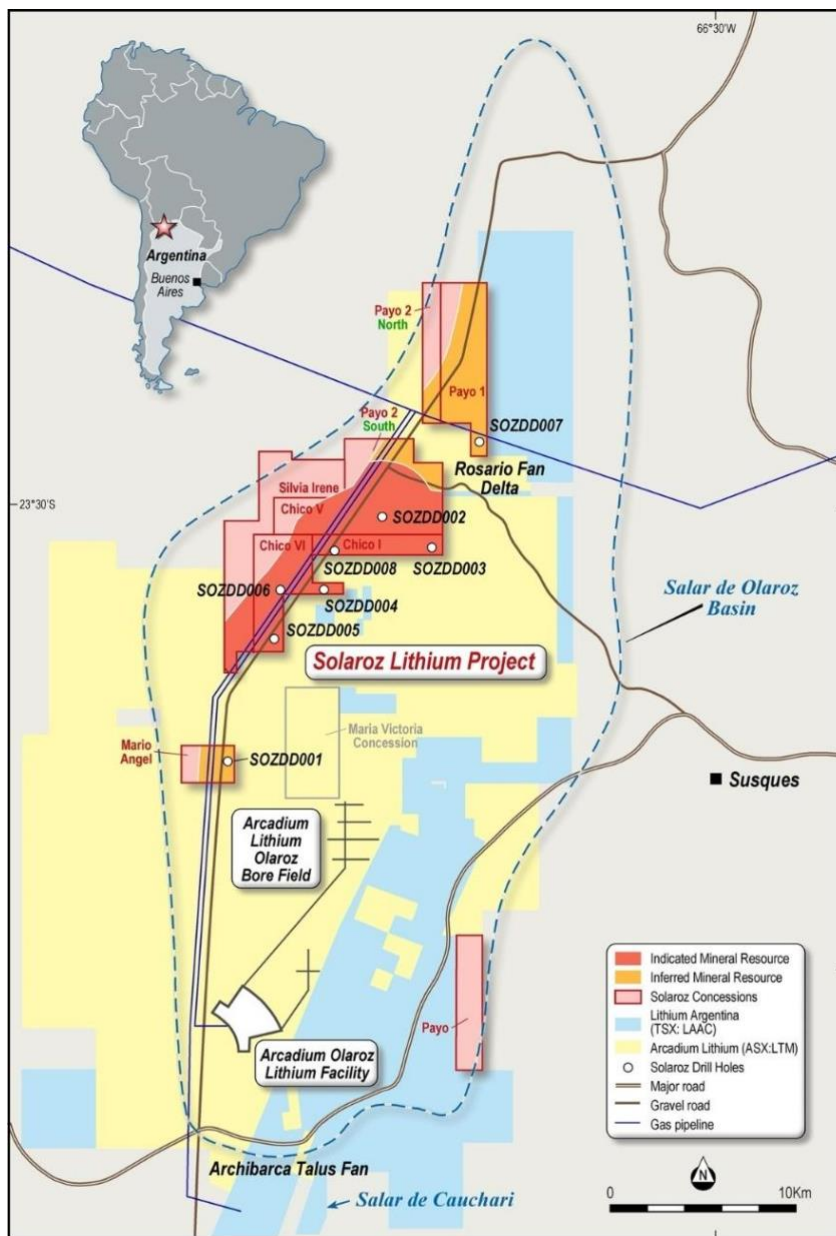 66°30'W
Argentina
Buenos
Aires
Payo 2
North
Payo 1
Payo 2
South
SOZDD007
Rosario Fan
Delta
Silvia Irene
23°30'S
Chico V
SOZDD002
Chico VI
Chico I
SOZDD008
SOZDD003
SOZDD006
SOZDD004
SOZDD005
Salar de Olaroz
Basin
Solaroz Lithium Project
Maria Victoria
Concession
Mario
Angel
SOZDD001
Susques
Arcadium
Lithium
Olaroz
Bore Field
Payo
Arcadium Olaroz
Lithium Facility
Archibarca Talus Fan
Salar de Cauchari
Indicated Mineral Resource
Inferred Mineral Resource
Solaroz Concessions
Lithium Argentina
(TSX: LAAC)
Arcadium Lithium (ASX:LTM)
Solaroz Drill Holes
Major road
Gravel road
Gas pipeline
N
0 10Km